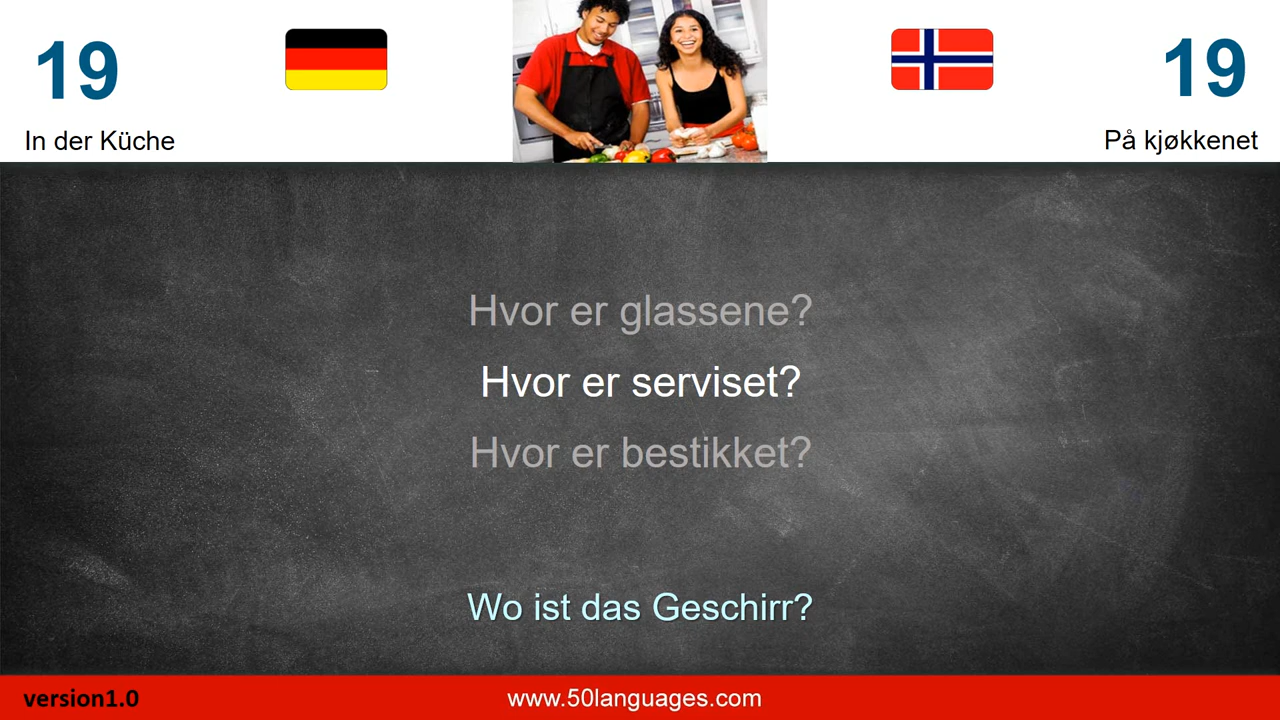 19
In der Küche
19
På kjøkkenet
Hvor er glassene?
Hvor er serviset?
Hvor er bestikket?
Wo ist das Geschirr?
version1.0
www.50languages.com